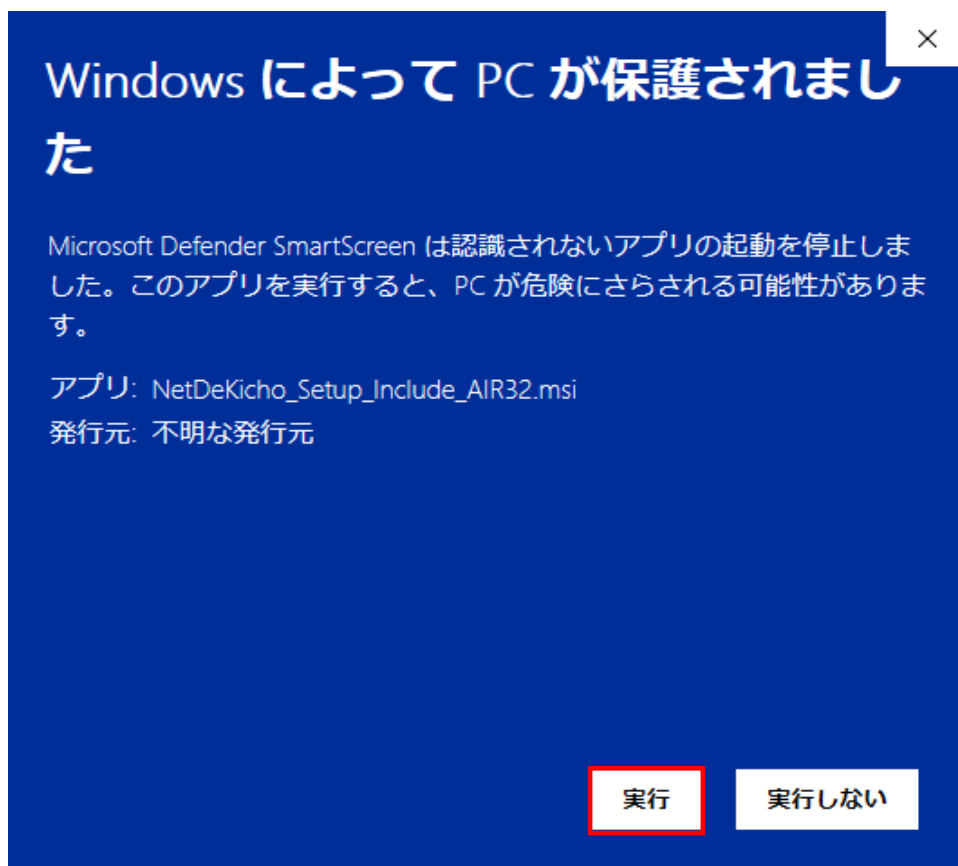 Windows によって PC が保護されまし
た
Microsoft Defender SmartScreen は認識されないアプリの起動を停止しま
した。このアプリを実行すると、PC が危険にさらされる可能性がありま
す。
アプリ: NetDeKicho_Setup_Include_AIR32.msi
発行元: 不明な発行元
実行 実行しない